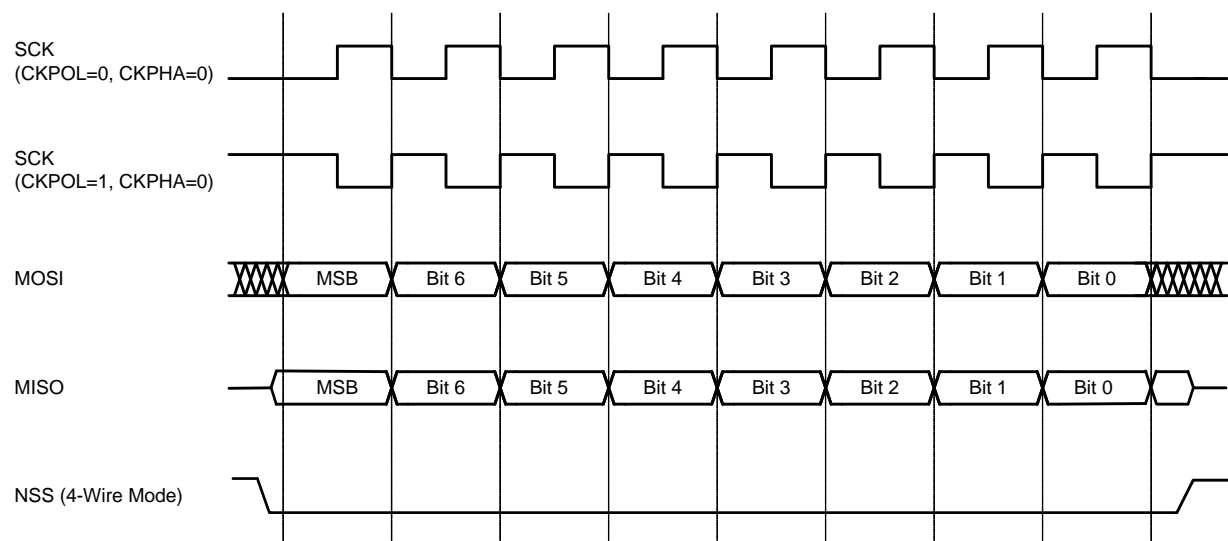 SCK
(CKPOL=0, CKPHA=0)
SCK
(CKPOL=1, CKPHA=0)
MOSI
MSB Bit 6 Bit 5 Bit 4 Bit 3 Bit 2 Bit 1 Bit 0
MISO
MSB Bit 6 Bit 5 Bit 4 Bit 3 Bit 2 Bit 1 Bit 0
NSS (4-Wire Mode)